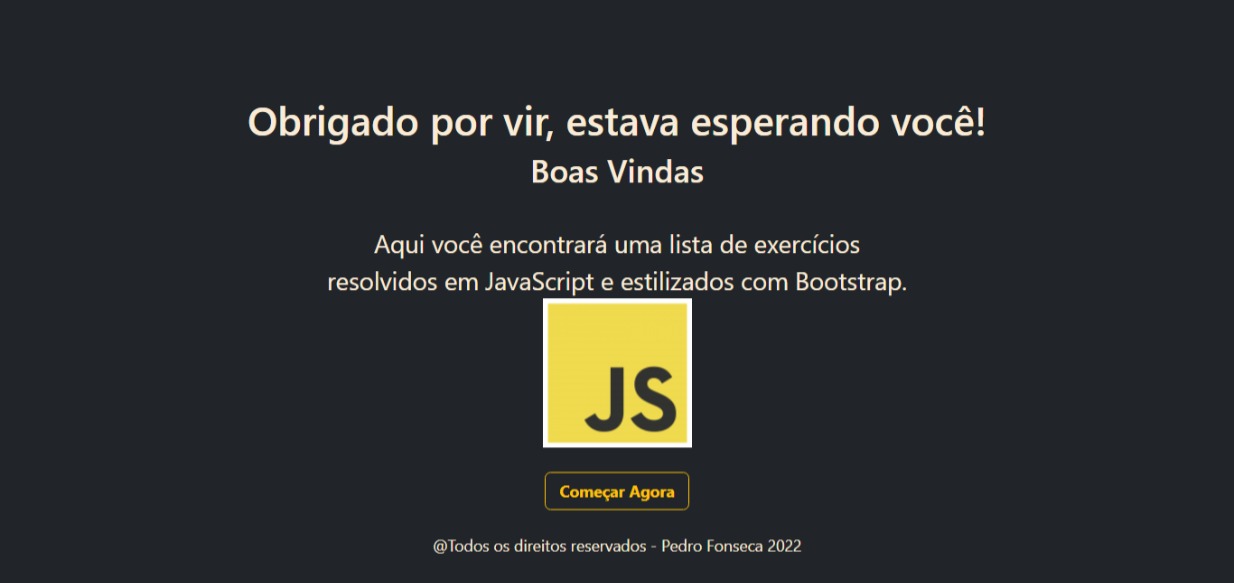 Obrigado por vir, estava esperando você!
Boas Vindas
Aqui você encontrará uma lista de exercícios
resolvidos em JavaScript e estilizados com Bootstrap.
JS
Começar Agora
@Todos os direitos reservados - Pedro Fonseca 2022